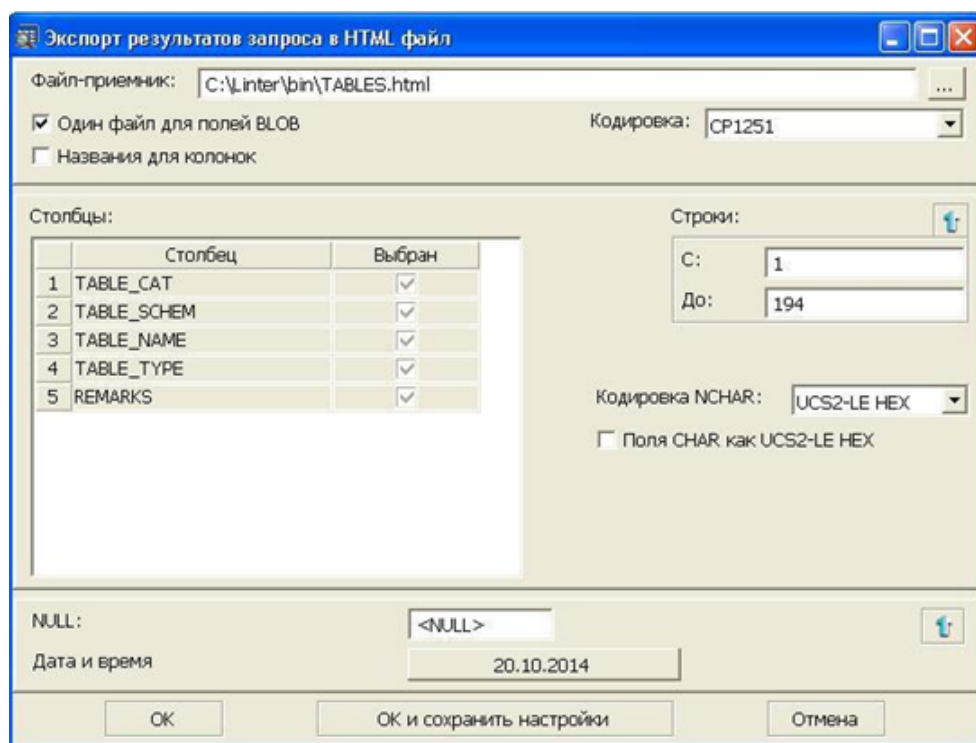 Экспорт результатов запроса в HTML файл
Файл-приемник: C:\Linter\bin\TABLES.html ...
Один файл для полей BLOB Кодировка: CP1251
Названия для колонок
Столбцы: Строки:
Столбец Выбран С: 1
1 TABLE_CAT
2 TABLE_SCHEM До: 194
3 TABLE_NAME
4 TABLE_TYPE
5 REMARKS Кодировка NCHAR: UCS2-LE HEX
Поля CHAR как UCS2-LE HEX
NULL: <NULL>
Дата и время 20.10.2014
OK OK и сохранить настройки Отмена